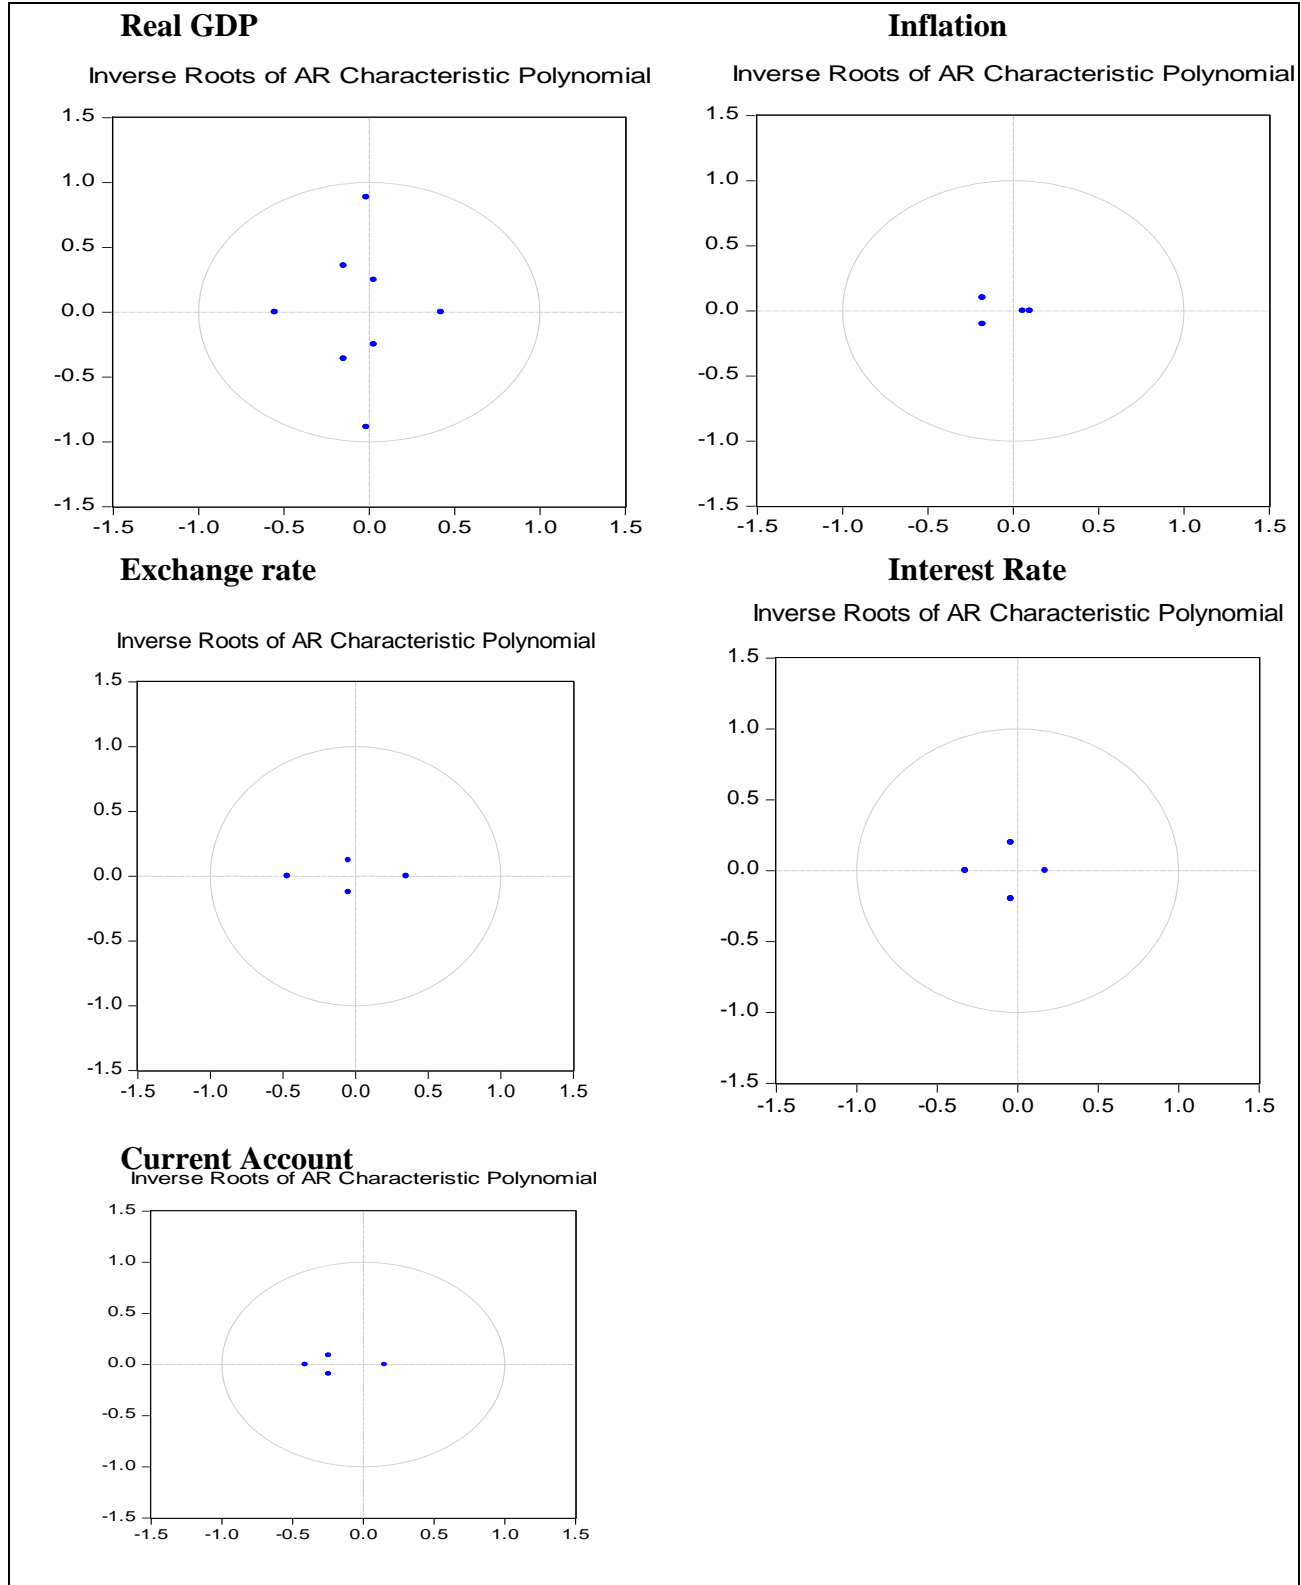 Real GDP
Inverse Roots of AR Characteristic Polynomial
1.5
1.0
0.5
0.0
-0.5
-1.0
-1.5
-1.5 -1.0 -0.5 0.0 0.5 1.0 1.5
Inflation
Inverse Roots of AR Characteristic Polynomial
1.5
1.0
0.5
0.0
-0.5
-1.0
-1.5
-1.5 -1.0 -0.5 0.0 0.5 1.0 1.5
Exchange rate
Inverse Roots of AR Characteristic Polynomial
1.5
1.0
0.5
0.0
-0.5
-1.0
-1.5
-1.5 -1.0 -0.5 0.0 0.5 1.0 1.5
Interest Rate
Inverse Roots of AR Characteristic Polynomial
1.5
1.0
0.5
0.0
-0.5
-1.0
-1.5
-1.5 -1.0 -0.5 0.0 0.5 1.0 1.5
Current Account
Inverse Roots of AR Characteristic Polynomial
1.5
1.0
0.5
0.0
-0.5
-1.0
-1.5
-1.5 -1.0 -0.5 0.0 0.5 1.0 1.5